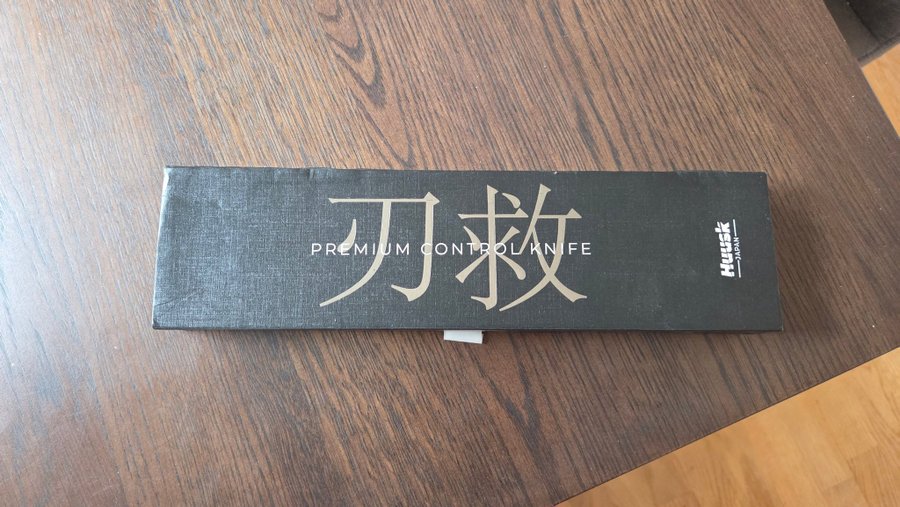 刃救
PREMIUM CONTROL KNIFE
Huusk
JAPAN